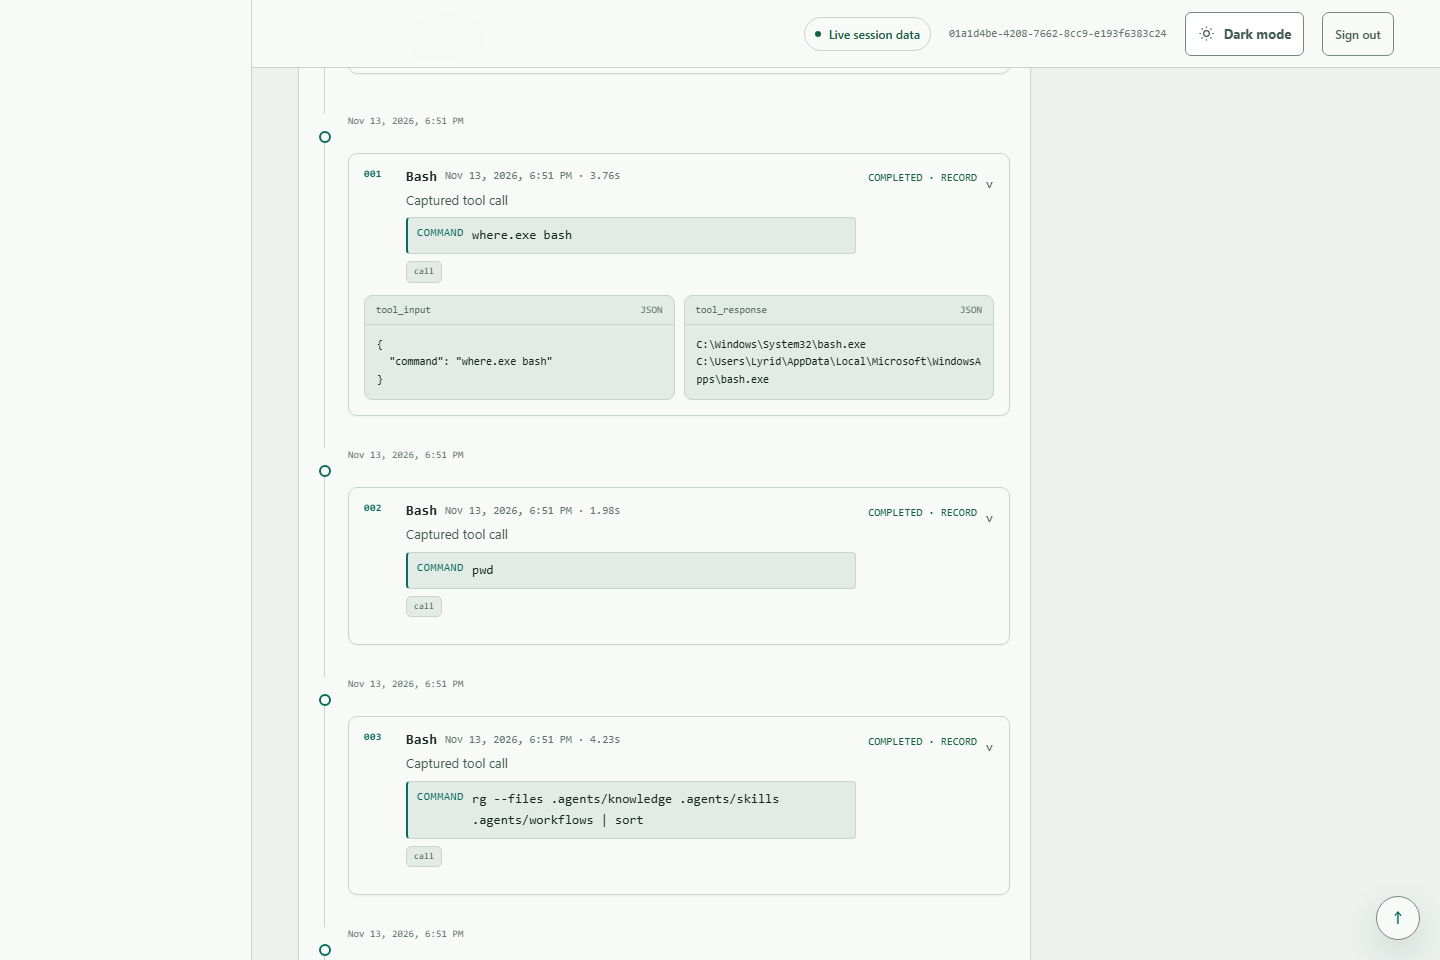 Live session data
01a1d4be-4208-7662-8cc9-e193f6383c24
Dark mode
Sign out
Nov 13, 2026, 6:51 PM
001
Bash Nov 13, 2026, 6:51 PM · 3.76s
COMPLETED · RECORD v
Captured tool call
COMMAND where.exe bash
call
tool_input JSON
{
"command": "where.exe bash"
}
tool_response JSON
C:\Windows\System32\bash.exe
C:\Users\Lyrid\AppData\Local\Microsoft\WindowsA
pps\bash.exe
Nov 13, 2026, 6:51 PM
002
Bash Nov 13, 2026, 6:51 PM · 1.98s
COMPLETED · RECORD v
Captured tool call
COMMAND pwd
call
Nov 13, 2026, 6:51 PM
003
Bash Nov 13, 2026, 6:51 PM · 4.23s
COMPLETED · RECORD v
Captured tool call
COMMAND rg --files .agents/knowledge .agents/skills
.agents/workflows | sort
call
Nov 13, 2026, 6:51 PM
↑